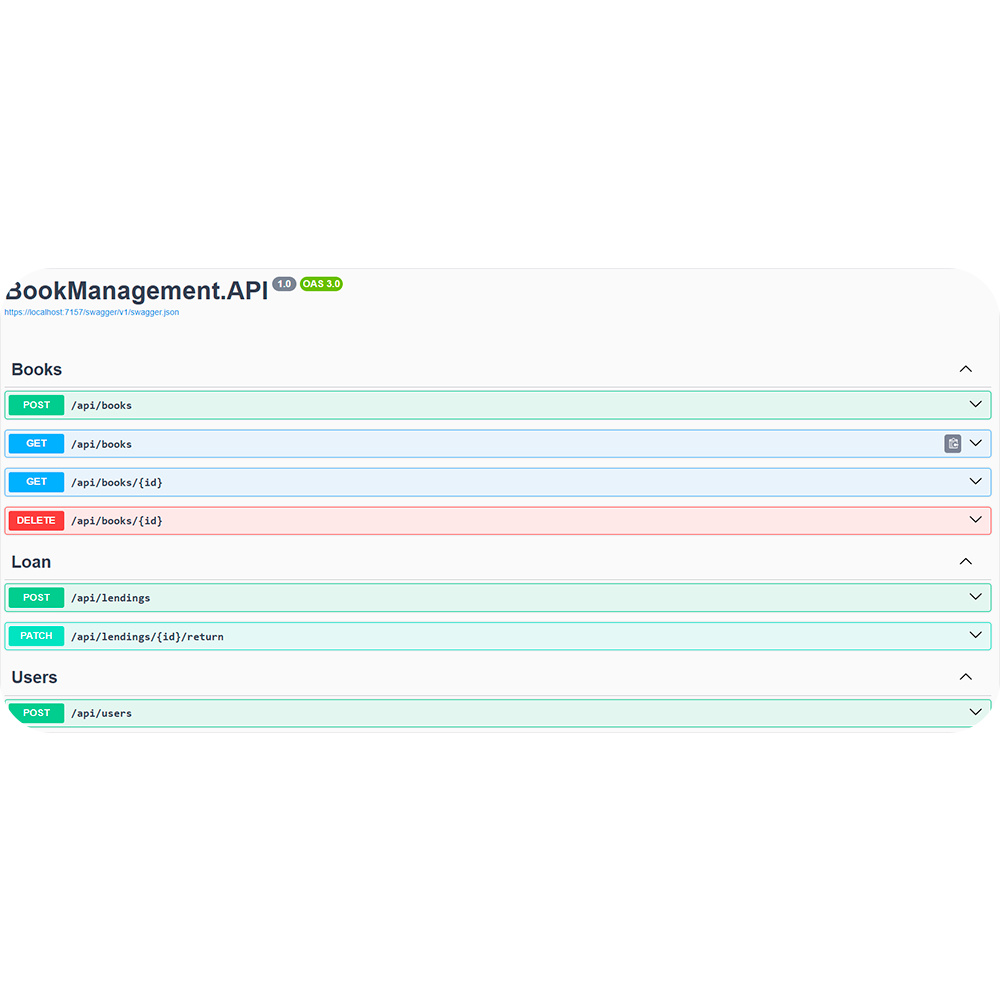 BookManagement.API 1.0 OAS 3.0
https://localhost:7157/swagger/v1/swagger.json
Books
POST /api/books
GET /api/books
GET /api/books/{id}
DELETE /api/books/{id}
Loan
POST /api/lendings
PATCH /api/lendings/{id}/return
Users
POST /api/users